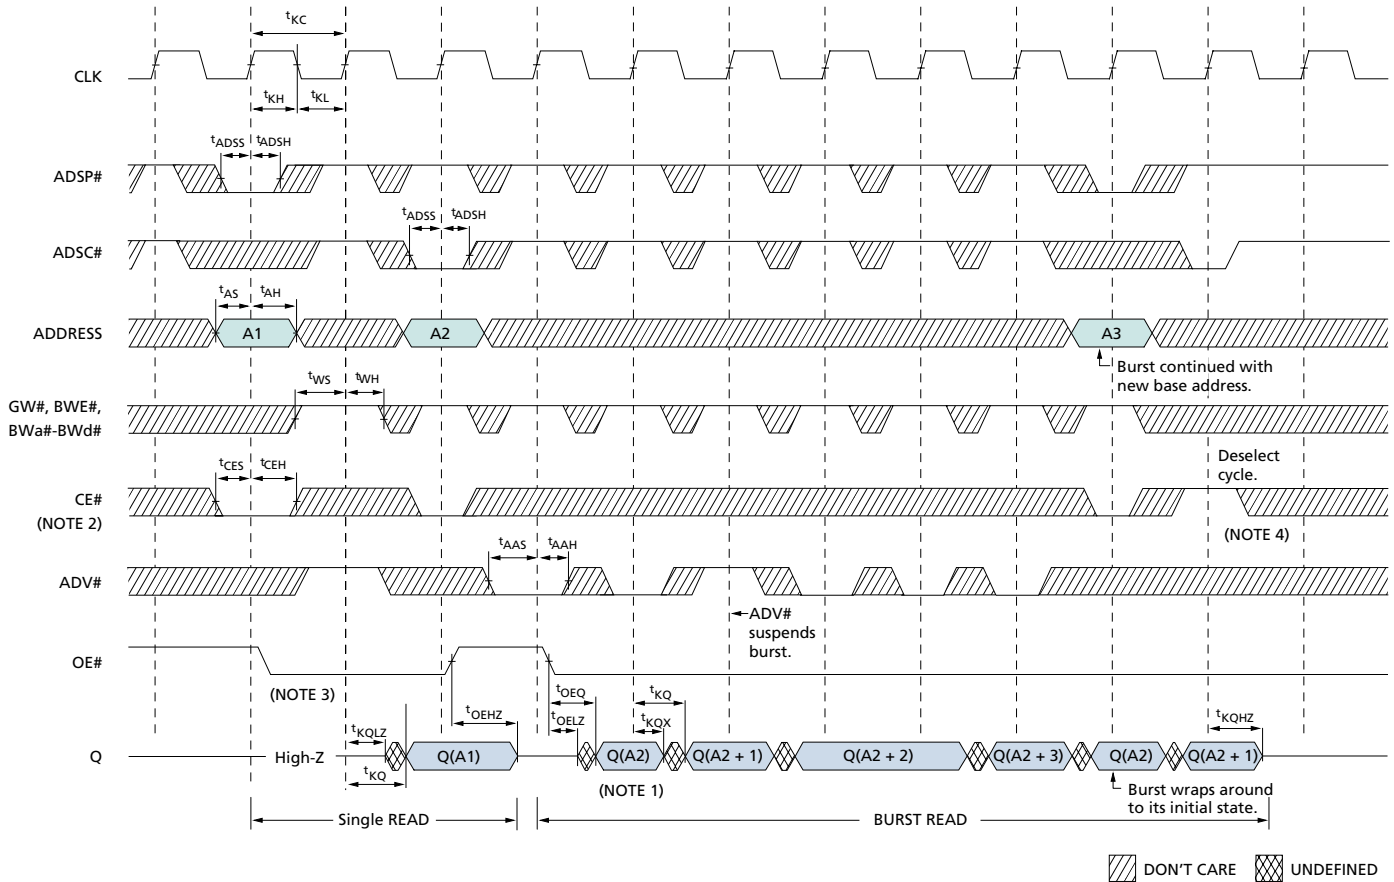 tKC
CLK
tKH tKL
tADSS tADSH
ADSP#
tADSS tADSH
ADSC#
tAS tAH
ADDRESS A1 A2 A3
Burst continued with
new base address.
tWS tWH
GW#, BWE#,
BWa#-BWd#
Deselect
cycle.
tCES tCEH
CE#
(NOTE 2)
(NOTE 4)
tAAS tAAH
ADV#
ADV#
suspends
burst.
OE#
(NOTE 3)
tOEHZ
tOEQ
tOELZ
tKQ
tKQX
tKQHZ
tKQLZ
Q High-Z Q(A1) Q(A2) Q(A2 + 1) Q(A2 + 2) Q(A2 + 3) Q(A2) Q(A2 + 1)
tKQ
(NOTE 1)
Burst wraps around
to its initial state.
Single READ BURST READ
DON'T CARE UNDEFINED